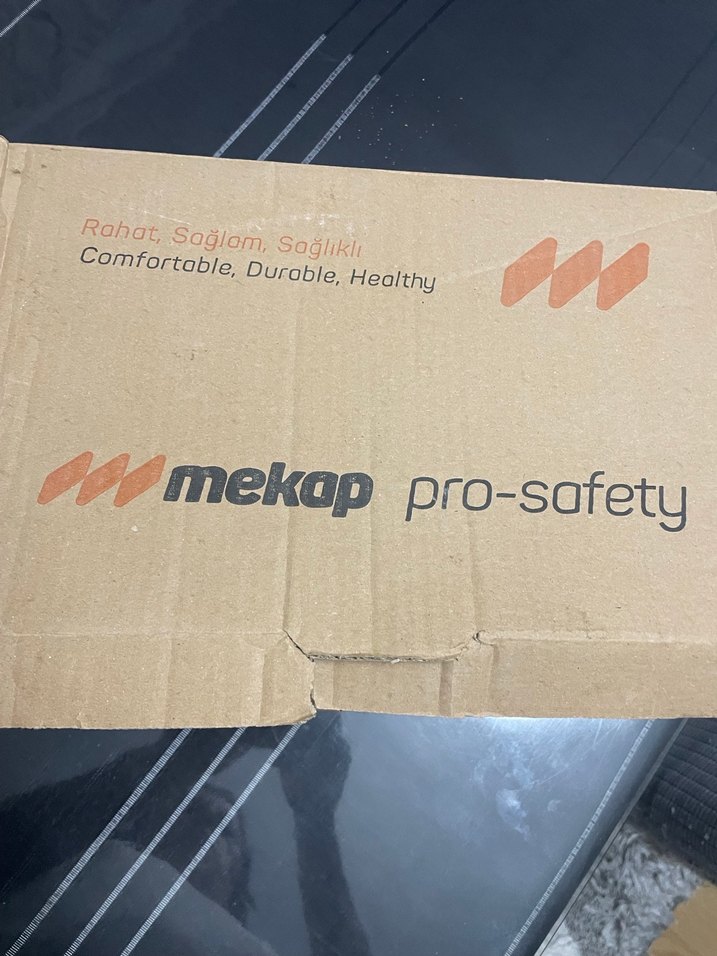 Rahat, Sağlam, Sağlıklı
Comfortable, Durable, Healthy
mekap pro-safety